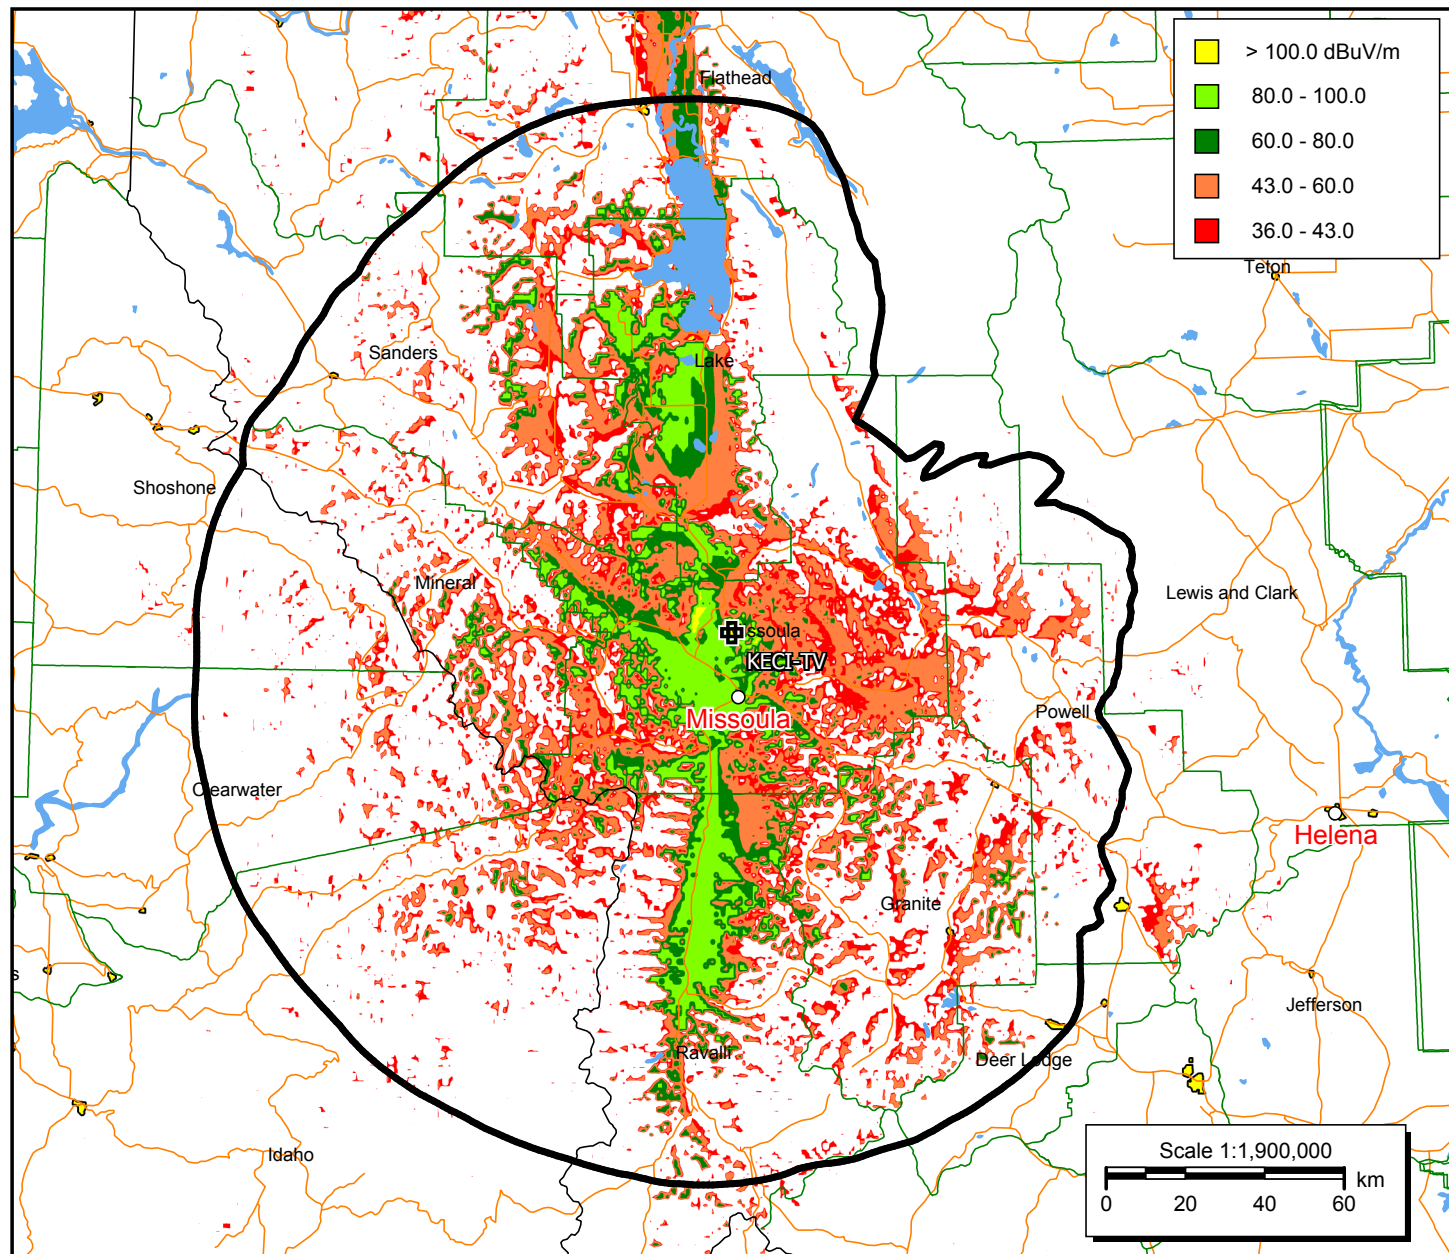 > 100.0 dBuV/m
80.0 - 100.0
60.0 - 80.0
43.0 - 60.0
36.0 - 43.0
Flathead
Teton
Sanders
Lake
Shoshone
Mineral
Lewis and Clark
ssoula
KECI-TV
Missoula
Powell
Clearwater
Helena
Granite
s
Jefferson
Ravalli
Deer Lodge
Idaho
Scale 1:1,900,000
km
0 20 40 60